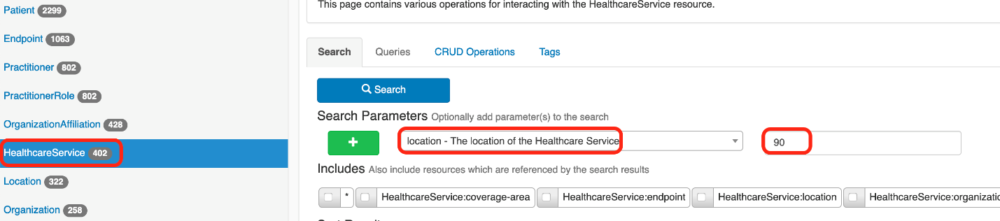 Patient 2299
Endpoint 1063
Practitioner 802
PractitionerRole 802
OrganizationAffiliation 428
HealthcareService 402
Location 322
Organization 258
This page contains various operations for interacting with the HealthcareService resource.
Search Queries CRUD Operations Tags
Search
Search Parameters Optionally add parameter(s) to the search
+ location - The location of the Healthcare Service 90
Includes Also include resources which are referenced by the search results
* HealthcareService:coverage-area HealthcareService:endpoint HealthcareService:location HealthcareService:organizatio